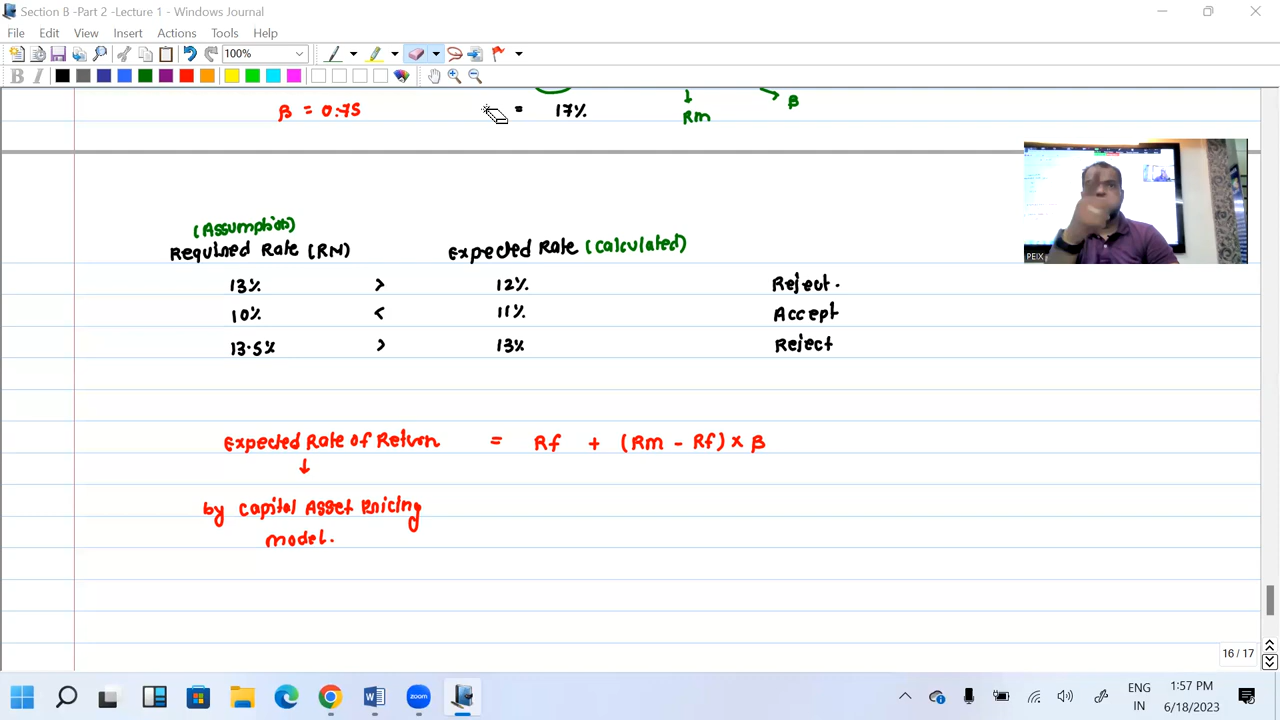 Section B -Part 2 -Lecture 1 - Windows Journal
File Edit View Insert Actions Tools Help
100%
B I
β = 0.75 = 17% Rm β
PEIX
(Assumption)
Required Rate (RN) Expected Rate (Calculated)
13% > 12% Reject.
10% < 11% Accept
13.5% > 13% Reject
Expected Rate of Return = Rf + (Rm - Rf) × β
by Capital Asset Pricing
model.
16 / 17
zoom
ENG
IN
1:57 PM
6/18/2023